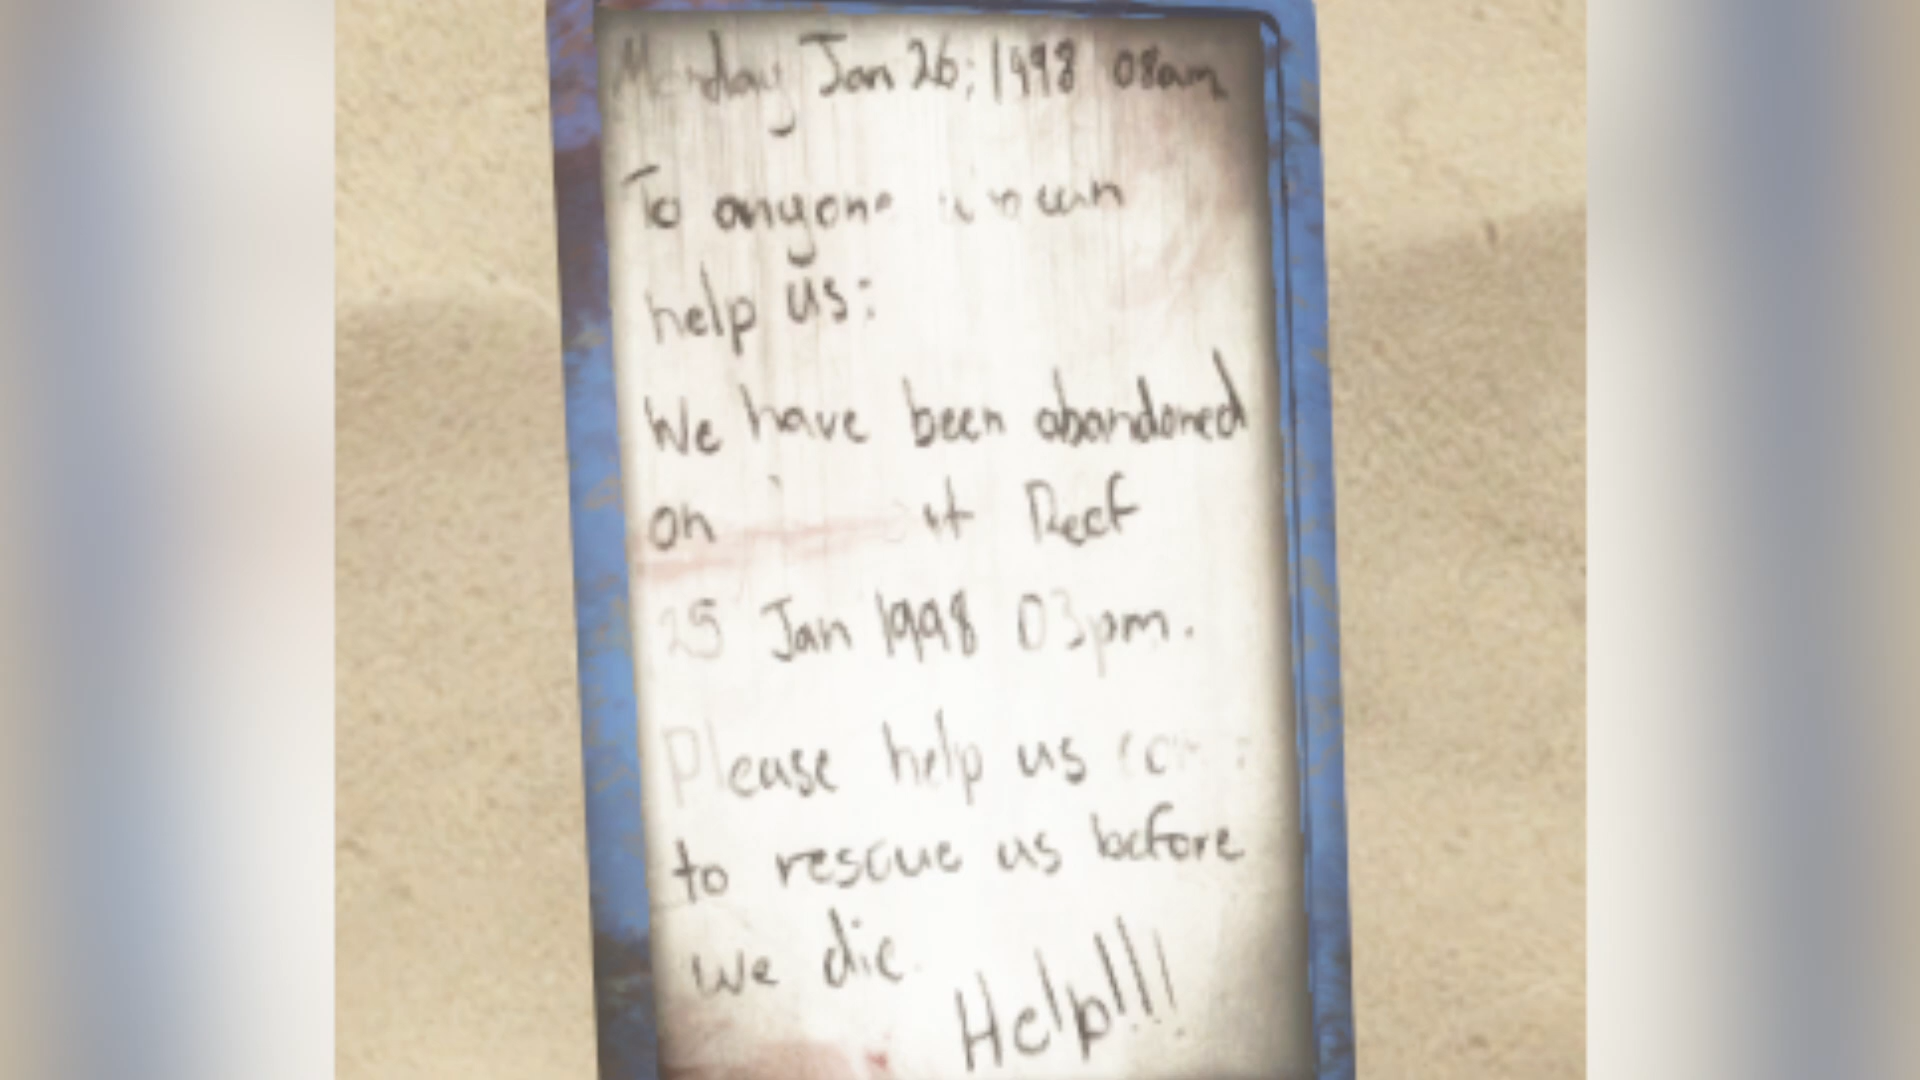 Monday Jan 26; 1998 08am
To anyone can
help us:
We have been abandoned
on Reef
25 Jan 1998 03pm.
Please help us
to rescue us before
we die.
Help!!!